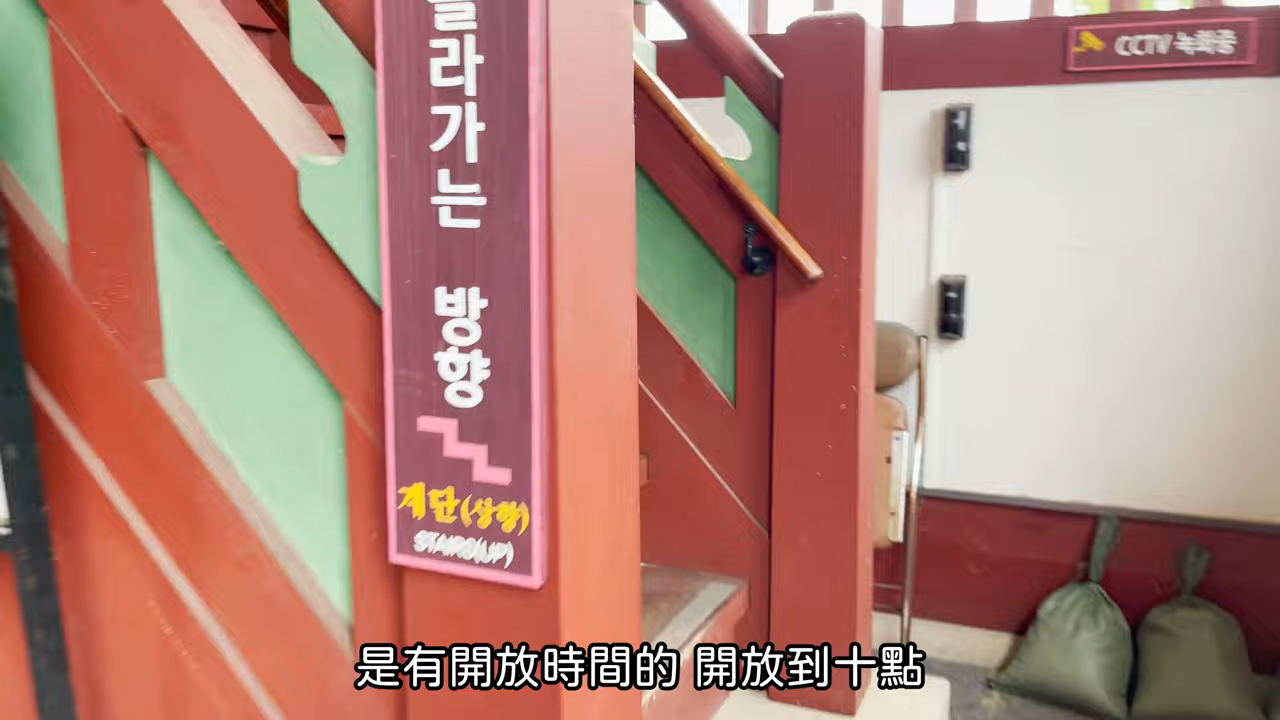 올라가는 방향
계단(상행)
STAIRS(UP)
CCTV 녹화중
是有開放時間的 開放到十點